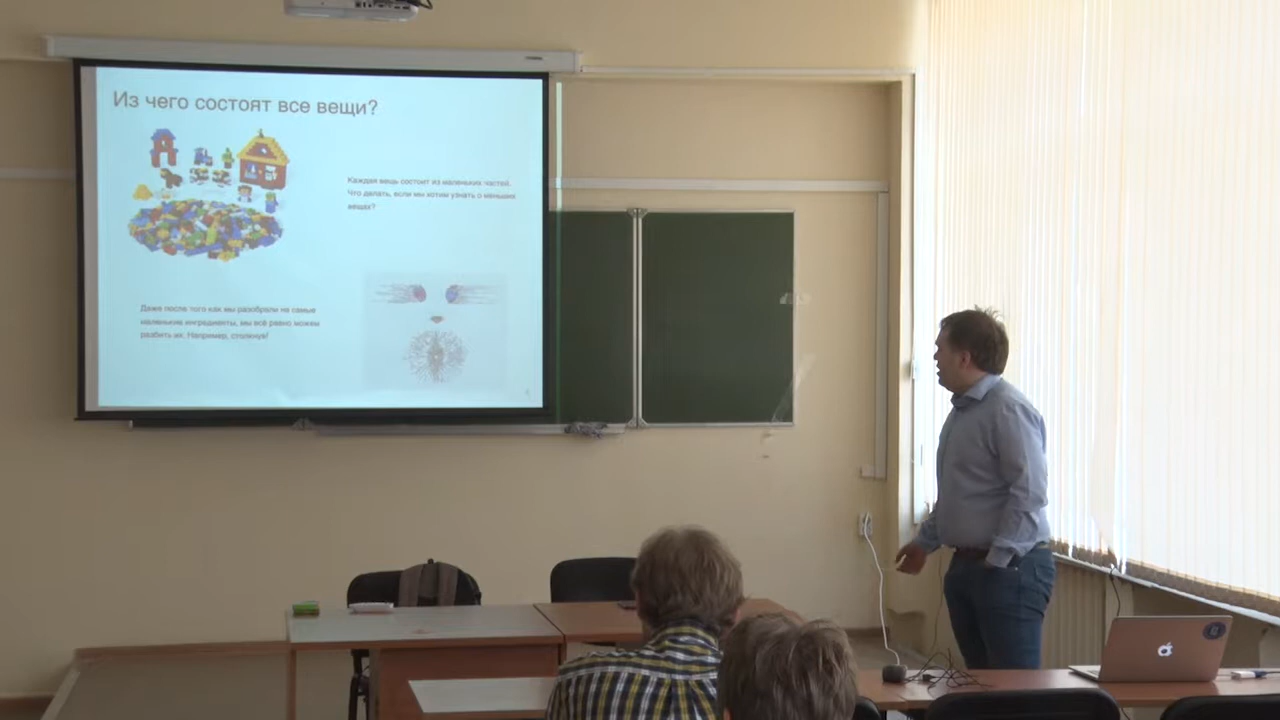 Из чего состоят все вещи?
Каждая вещь состоит из маленьких частей.
Что делать, если мы хотим узнать о меньших
вещах?
Даже после того как мы разобрали на самые
маленькие ингредиенты, мы всё равно можем
разбить их. Например, столкнув!